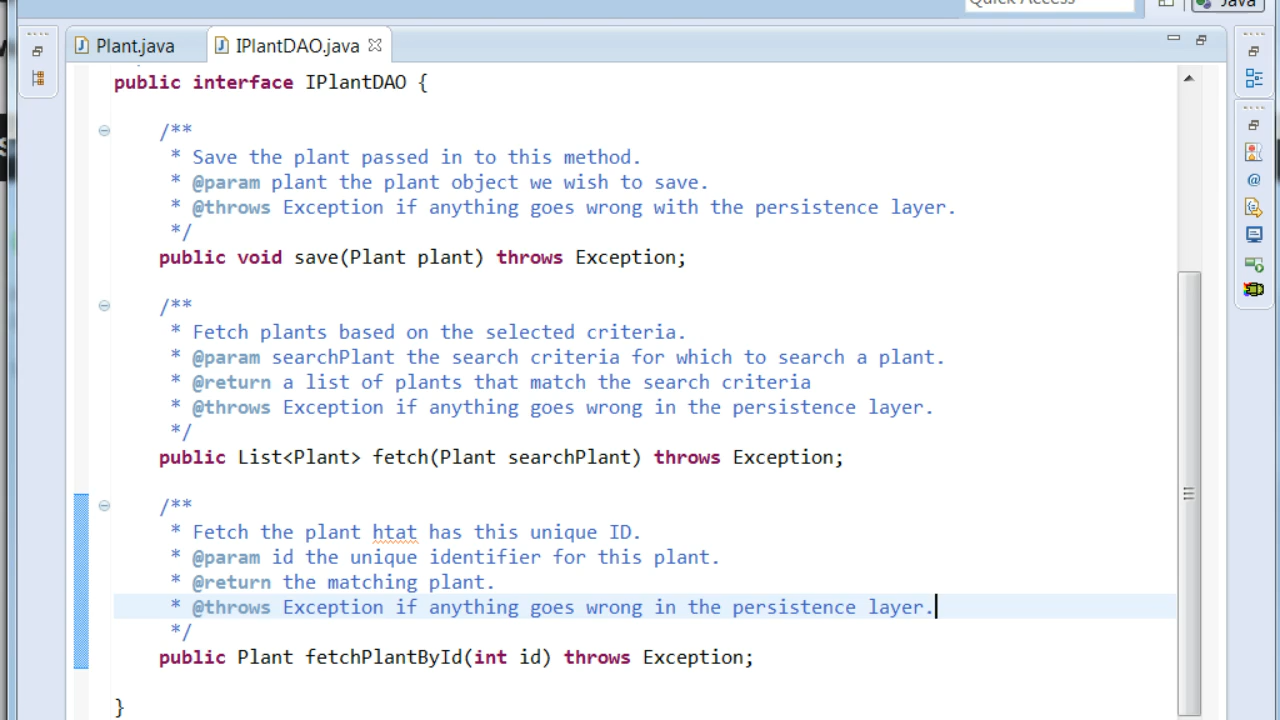 Quick Access
Java
Plant.java
IPlantDAO.java
public interface IPlantDAO {
/**
* Save the plant passed in to this method.
* @param plant the plant object we wish to save.
* @throws Exception if anything goes wrong with the persistence layer.
*/
public void save(Plant plant) throws Exception;
/**
* Fetch plants based on the selected criteria.
* @param searchPlant the search criteria for which to search a plant.
* @return a list of plants that match the search criteria
* @throws Exception if anything goes wrong in the persistence layer.
*/
public List<Plant> fetch(Plant searchPlant) throws Exception;
/**
* Fetch the plant htat has this unique ID.
* @param id the unique identifier for this plant.
* @return the matching plant.
* @throws Exception if anything goes wrong in the persistence layer.
*/
public Plant fetchPlantById(int id) throws Exception;
}